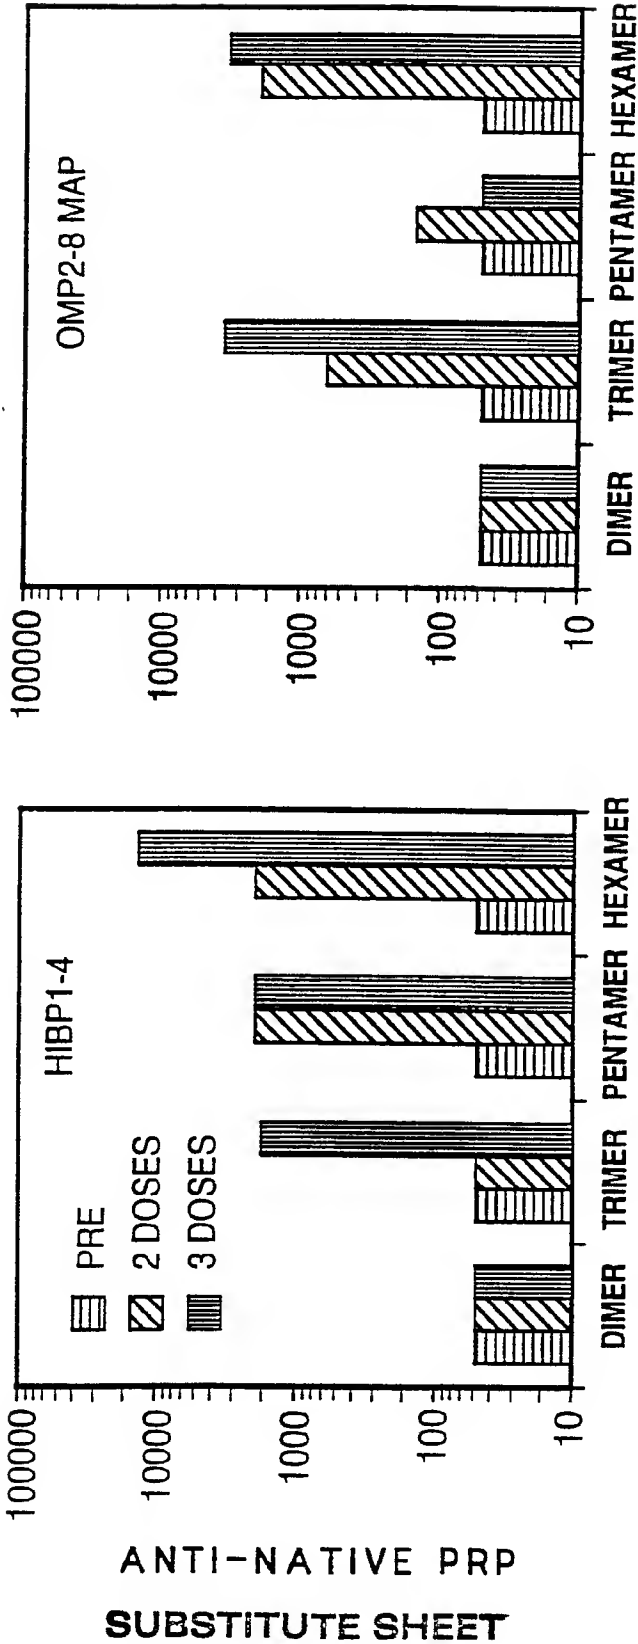 HIBP1-4
PRE
2 DOSES
3 DOSES
100000
10000
1000
100
10
DIMER TRIMER PENTAMER HEXAMER
OMP2-8 MAP
100000
10000
1000
100
10
DIMER TRIMER PENTAMER HEXAMER
ANTI-NATIVE PRP
SUBSTITUTE SHEET